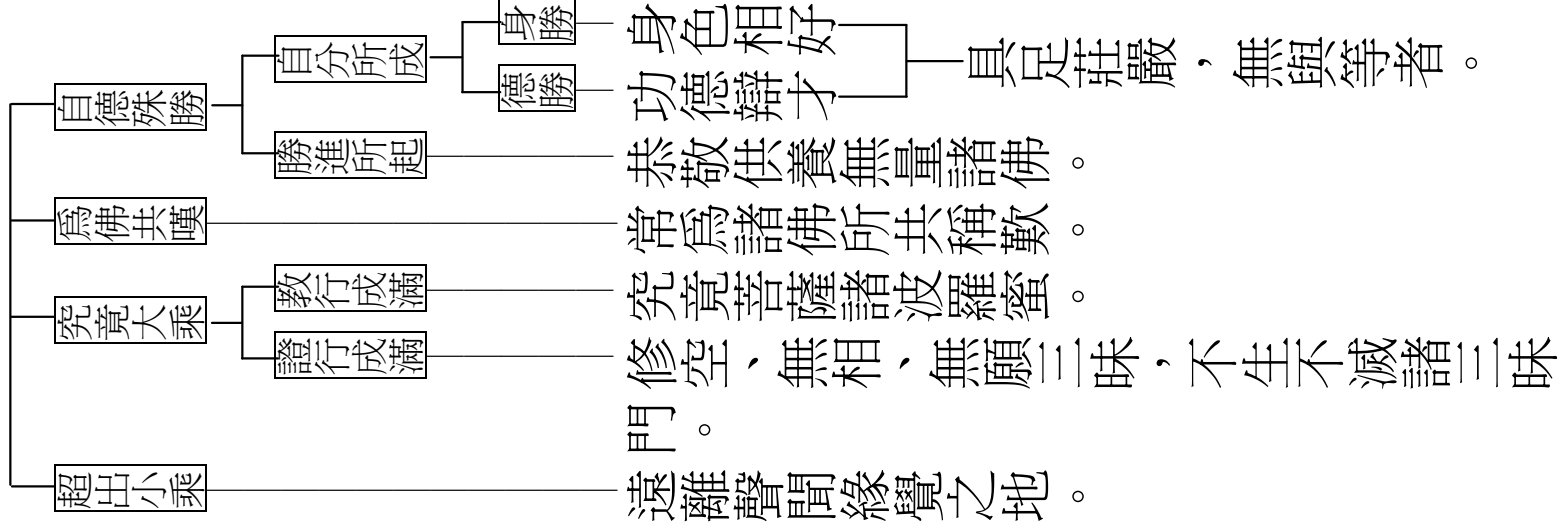 自德殊勝
自分所成
身勝
身色相好
德勝
功德辯才
具足莊嚴，無與等者。
勝進所起
恭敬供養無量諸佛。
為佛共嘆
常為諸佛所共稱歎。
究竟大乘
教行成滿
究竟菩薩諸波羅蜜。
證行成滿
修空、無相、無願三昧，不生不滅諸三昧
門。
超出小乘
遠離聲聞緣覺之地。